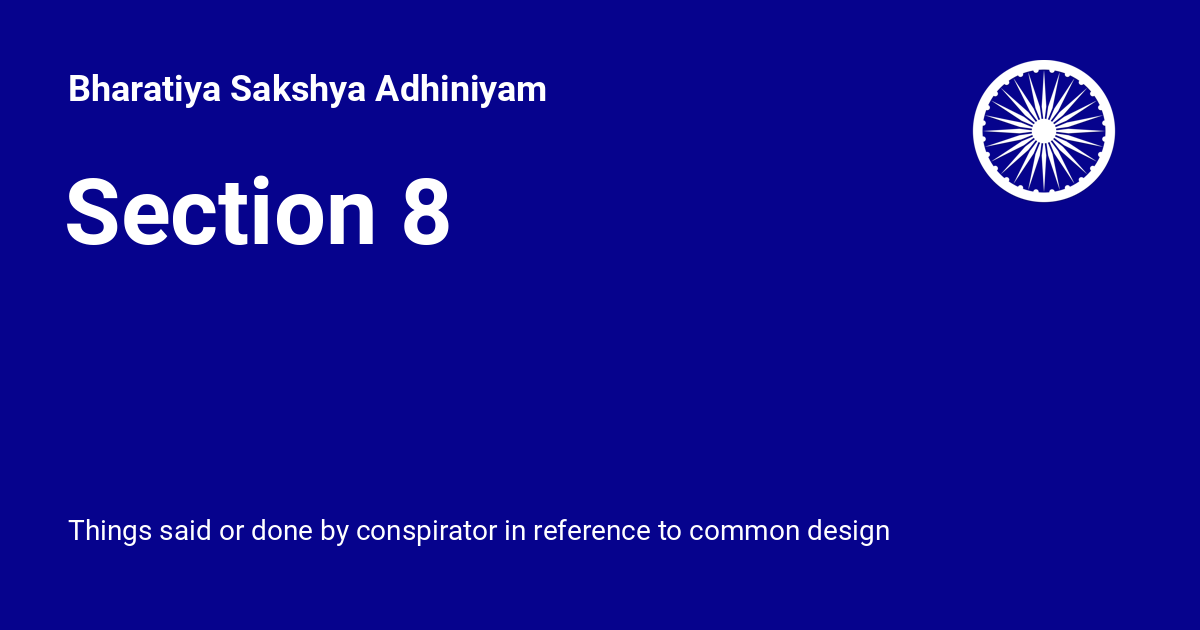 Bharatiya Sakshya Adhiniyam
Section 8
Things said or done by conspirator in reference to common design